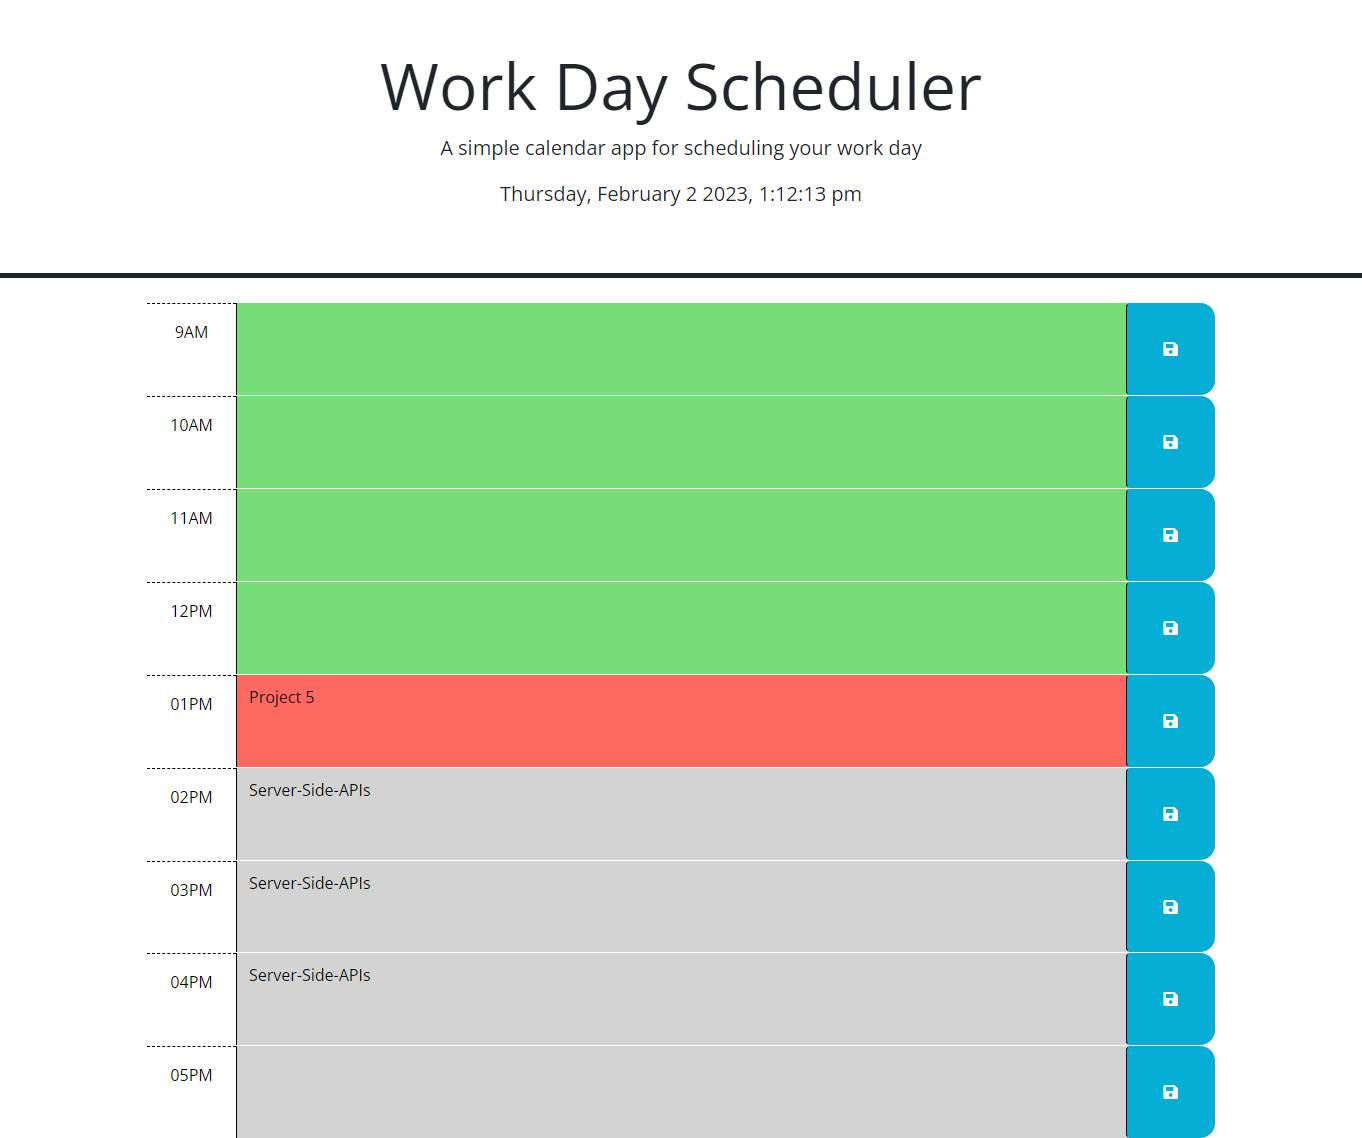 Work Day Scheduler
A simple calendar app for scheduling your work day
Thursday, February 2 2023, 1:12:13 pm
9AM
10AM
11AM
12PM
01PM Project 5
02PM Server-Side-APIs
03PM Server-Side-APIs
04PM Server-Side-APIs
05PM